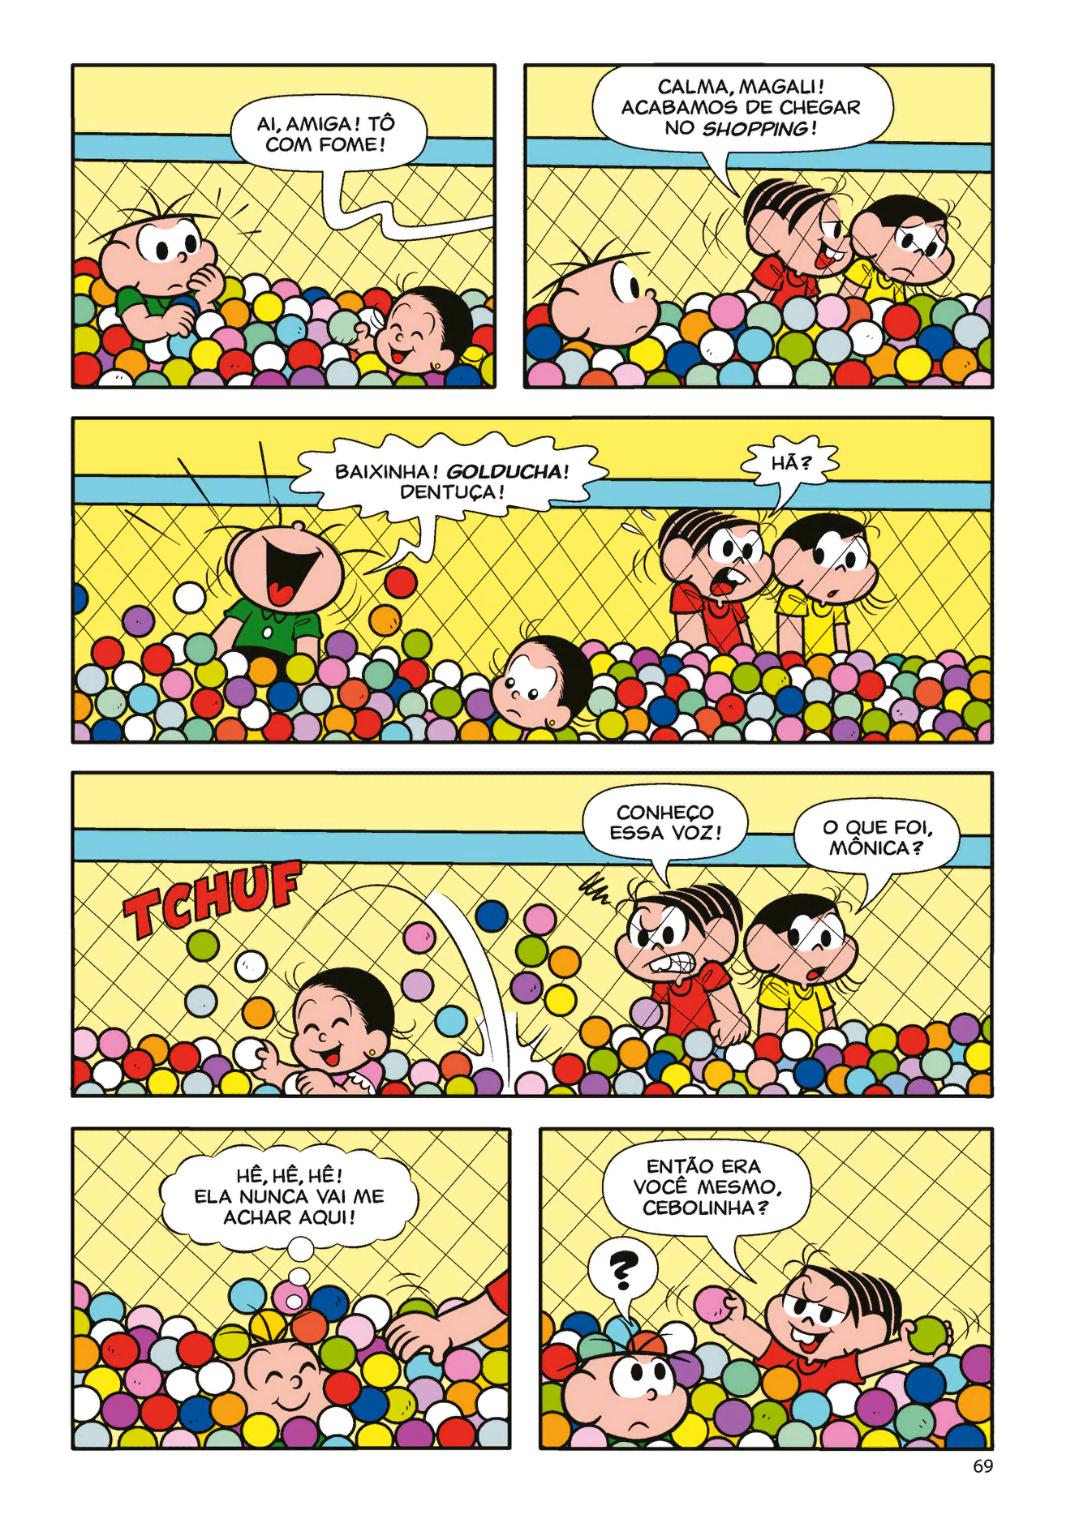 AI, AMIGA! TÔ
COM FOME!
CALMA, MAGALI!
ACABAMOS DE CHEGAR
NO SHOPPING!
BAIXINHA! GOLDUCHA!
DENTUÇA!
HÃ?
TCHUF
CONHEÇO
ESSA VOZ!
O QUE FOI,
MÔNICA?
HÊ, HÊ, HÊ!
ELA NUNCA VAI ME
ACHAR AQUI!
ENTÃO ERA
VOCÊ MESMO,
CEBOLINHA?
?
69